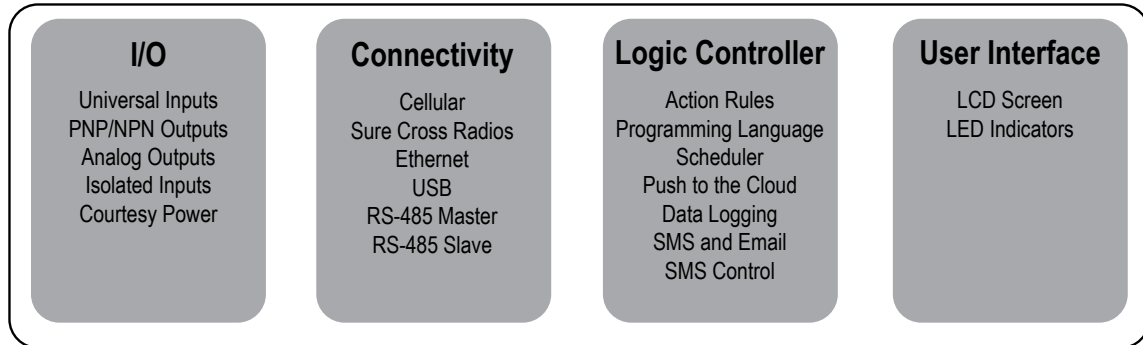 I/O
Universal Inputs
PNP/NPN Outputs
Analog Outputs
Isolated Inputs
Courtesy Power
Connectivity
Cellular
Sure Cross Radios
Ethernet
USB
RS-485 Master
RS-485 Slave
Logic Controller
Action Rules
Programming Language
Scheduler
Push to the Cloud
Data Logging
SMS and Email
SMS Control
User Interface
LCD Screen
LED Indicators